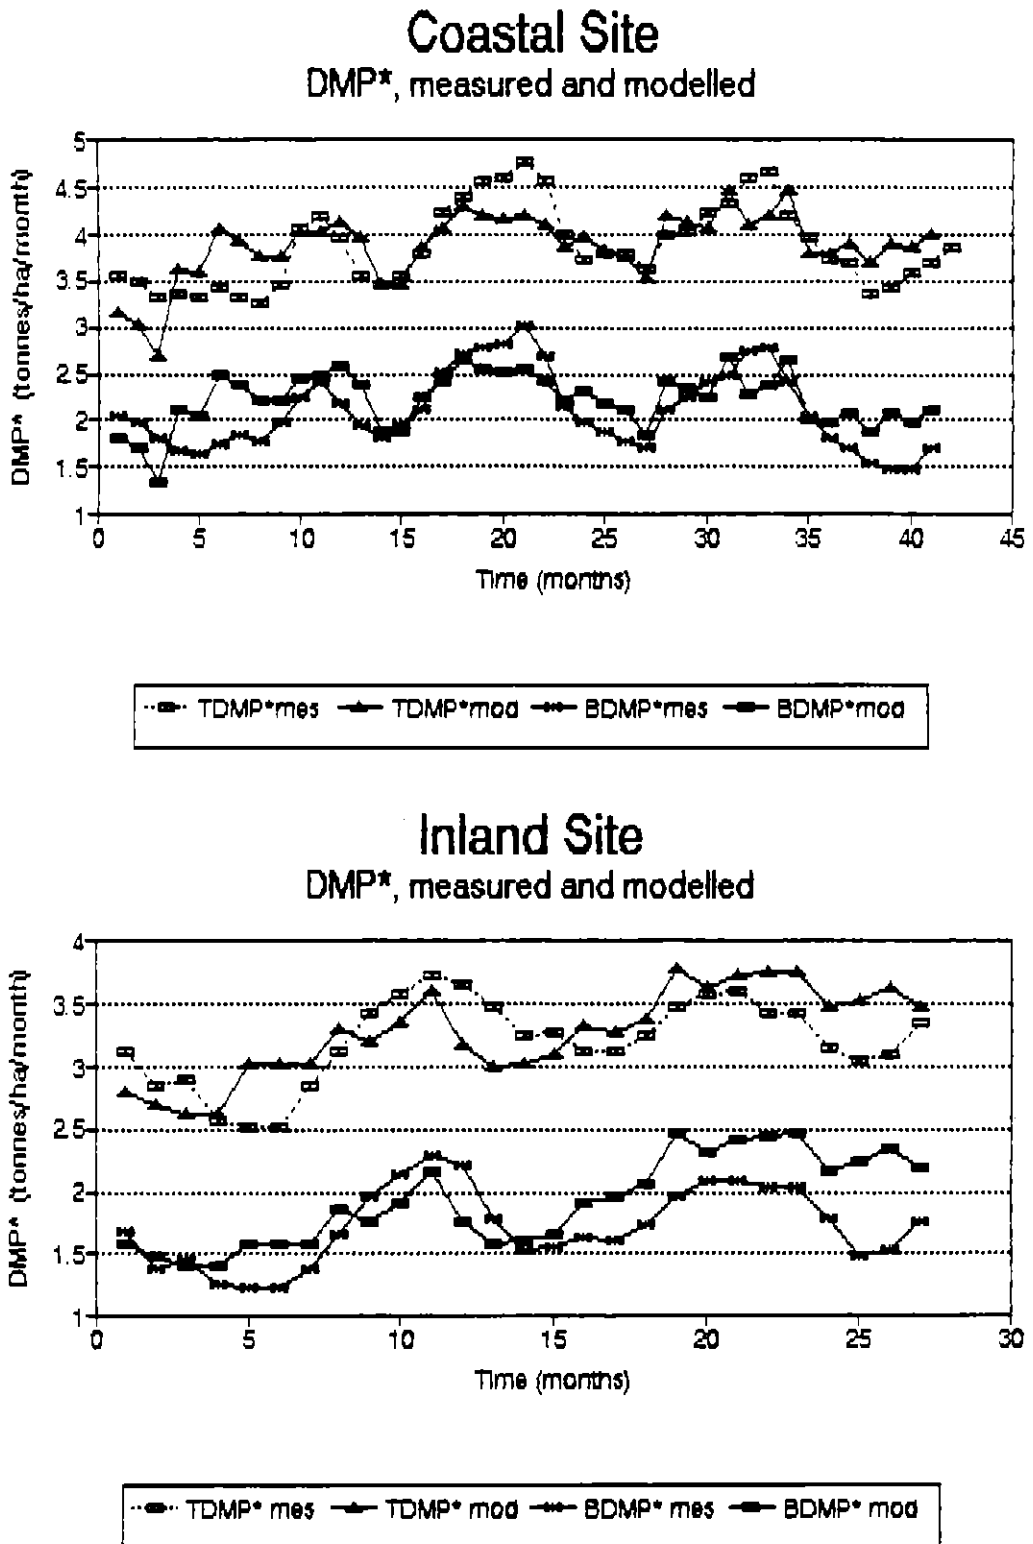 Coastal Site
DMP*, measured and modelled
DMP* (tonnes/ha/month)
5
4.5
4
3.5
3
2.5
2
1.5
1
0 5 10 15 20 25 30 35 40 45
Time (months)
TDMP*mes TDMP*mod BDMP*mes BDMP*mod
Inland Site
DMP*, measured and modelled
DMP* (tonnes/ha/month)
4
3.5
3
2.5
2
1.5
1
0 5 10 15 20 25 30
Time (months)
TDMP* mes TDMP* mod BDMP* mes BDMP* mod